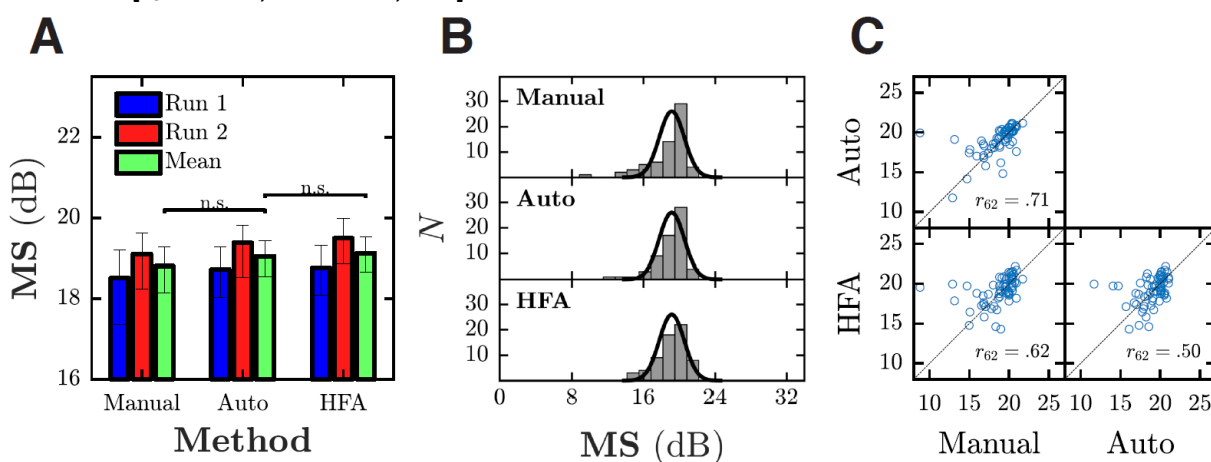 A
MS (dB)
22
20
18
16
Run 1
Run 2
Mean
n.s.
n.s.
Manual
Auto
HFA
Method
B
N
Manual
30
20
10
Auto
30
20
10
HFA
30
20
10
0
8
16
24
32
MS (dB)
C
Auto
25
20
15
10
r62 = .71
HFA
25
20
15
10
r62 = .62
r62 = .50
10 15 20 25
10 15 20 25
Manual
Auto